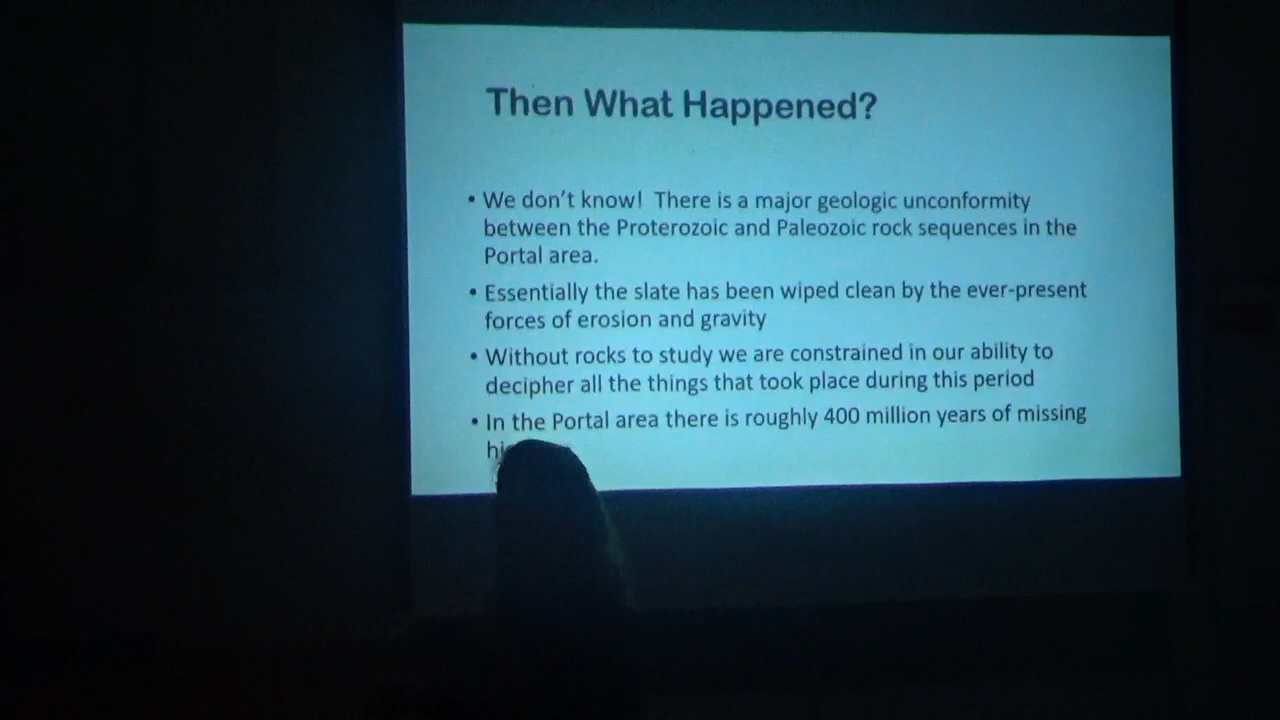 Then What Happened?
• We don't know!  There is a major geologic unconformity
between the Proterozoic and Paleozoic rock sequences in the
Portal area.
• Essentially the slate has been wiped clean by the ever-present
forces of erosion and gravity
• Without rocks to study we are constrained in our ability to
decipher all the things that took place during this period
• In the Portal area there is roughly 400 million years of missing